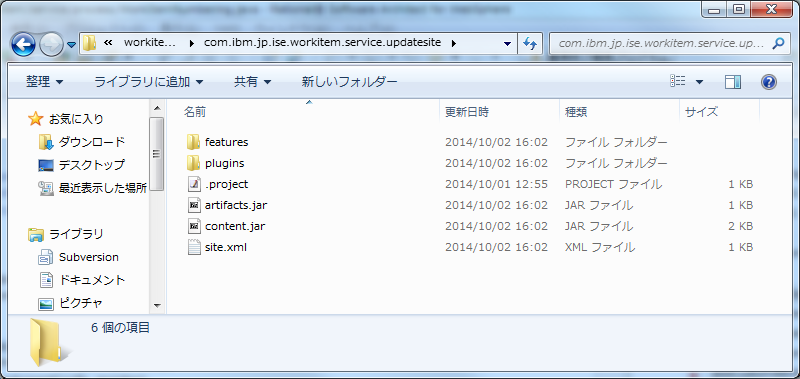 « workite... ▸ com.ibm.jp.ise.workitem.service.updatesite ▸
com.ibm.jp.ise.workitem.service.up...
整理 ライブラリに追加 共有 新しいフォルダー
名前 更新日時 種類 サイズ
お気に入り
ダウンロード
デスクトップ
最近表示した場所
ライブラリ
Subversion
ドキュメント
ピクチャ
features 2014/10/02 16:02 ファイル フォルダー
plugins 2014/10/02 16:02 ファイル フォルダー
.project 2014/10/01 12:55 PROJECT ファイル 1 KB
artifacts.jar 2014/10/02 16:02 JAR ファイル 1 KB
content.jar 2014/10/02 16:02 JAR ファイル 2 KB
site.xml 2014/10/02 16:02 XML ファイル 1 KB
6 個の項目